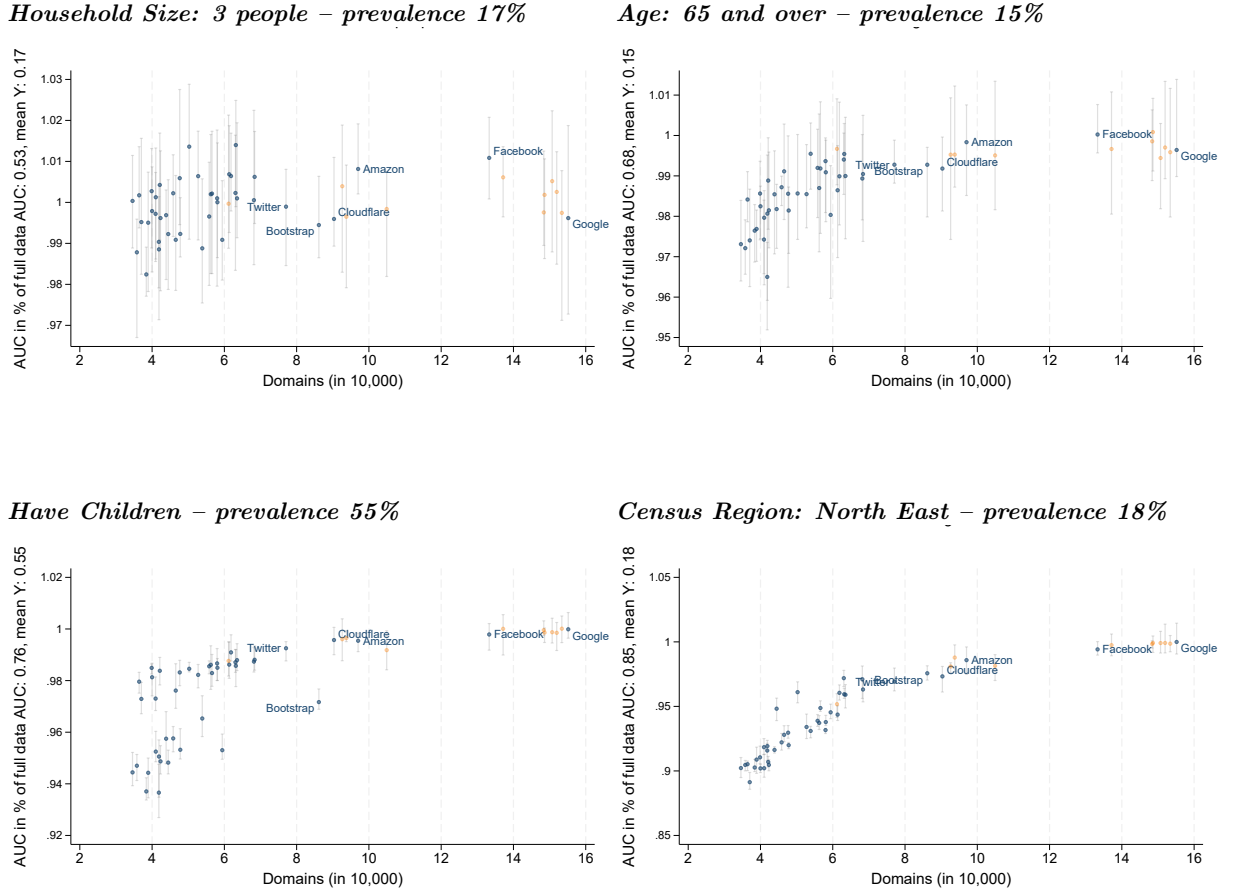 Household Size: 3 people – prevalence 17%
AUC in % of full data AUC: 0.53, mean Y: 0.17
1.03
1.02
1.01
1
.99
.98
.97
Facebook
Amazon
Twitter
Cloudflare
Bootstrap
Google
2 4 6 8 10 12 14 16
Domains (in 10,000)
Age: 65 and over – prevalence 15%
AUC in % of full data AUC: 0.68, mean Y: 0.15
1.01
1
.99
.98
.97
.96
.95
Facebook
Amazon
Twitter
Cloudflare
Bootstrap
Google
2 4 6 8 10 12 14 16
Domains (in 10,000)
Have Children – prevalence 55%
AUC in % of full data AUC: 0.76, mean Y: 0.55
1.02
1
.98
.96
.94
.92
Cloudflare
Facebook
Google
Twitter
Amazon
Bootstrap
2 4 6 8 10 12 14 16
Domains (in 10,000)
Census Region: North East – prevalence 18%
AUC in % of full data AUC: 0.85, mean Y: 0.18
1.05
1
.95
.9
.85
Facebook
Google
Amazon
Cloudflare
Twitter
Bootstrap
2 4 6 8 10 12 14 16
Domains (in 10,000)